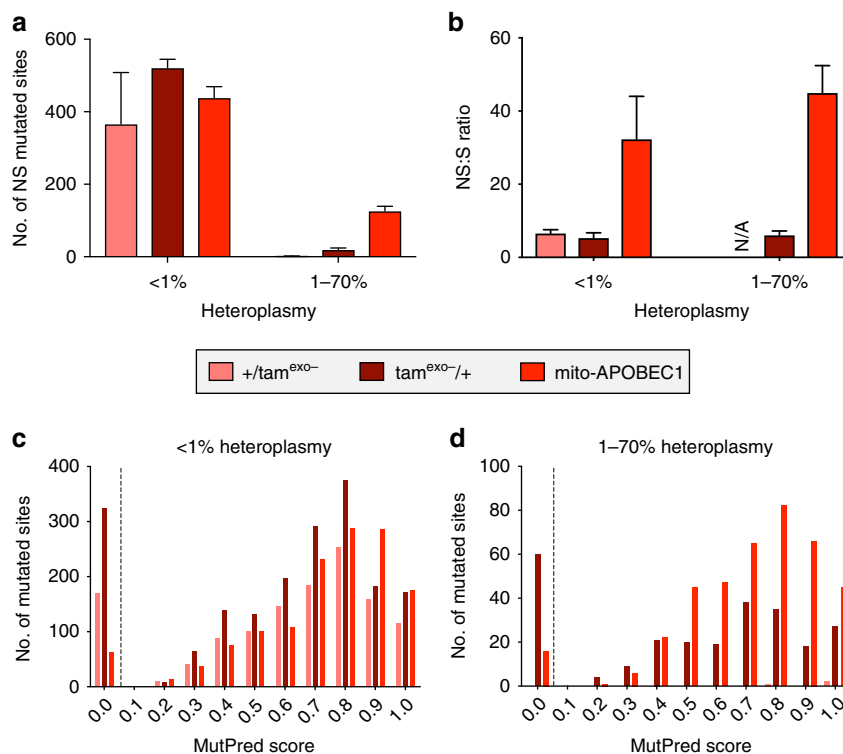 a
No. of NS mutated sites
600
400
200
0
<1%
1–70%
Heteroplasmy
b
NS:S ratio
60
40
20
0
N/A
<1%
1–70%
Heteroplasmy
+/tam^exo–
tam^exo–/+
mito-APOBEC1
c
<1% heteroplasmy
No. of mutated sites
400
300
200
100
0
0.0 0.1 0.2 0.3 0.4 0.5 0.6 0.7 0.8 0.9 1.0
MutPred score
d
1–70% heteroplasmy
No. of mutated sites
100
80
60
40
20
0
0.0 0.1 0.2 0.3 0.4 0.5 0.6 0.7 0.8 0.9 1.0
MutPred score